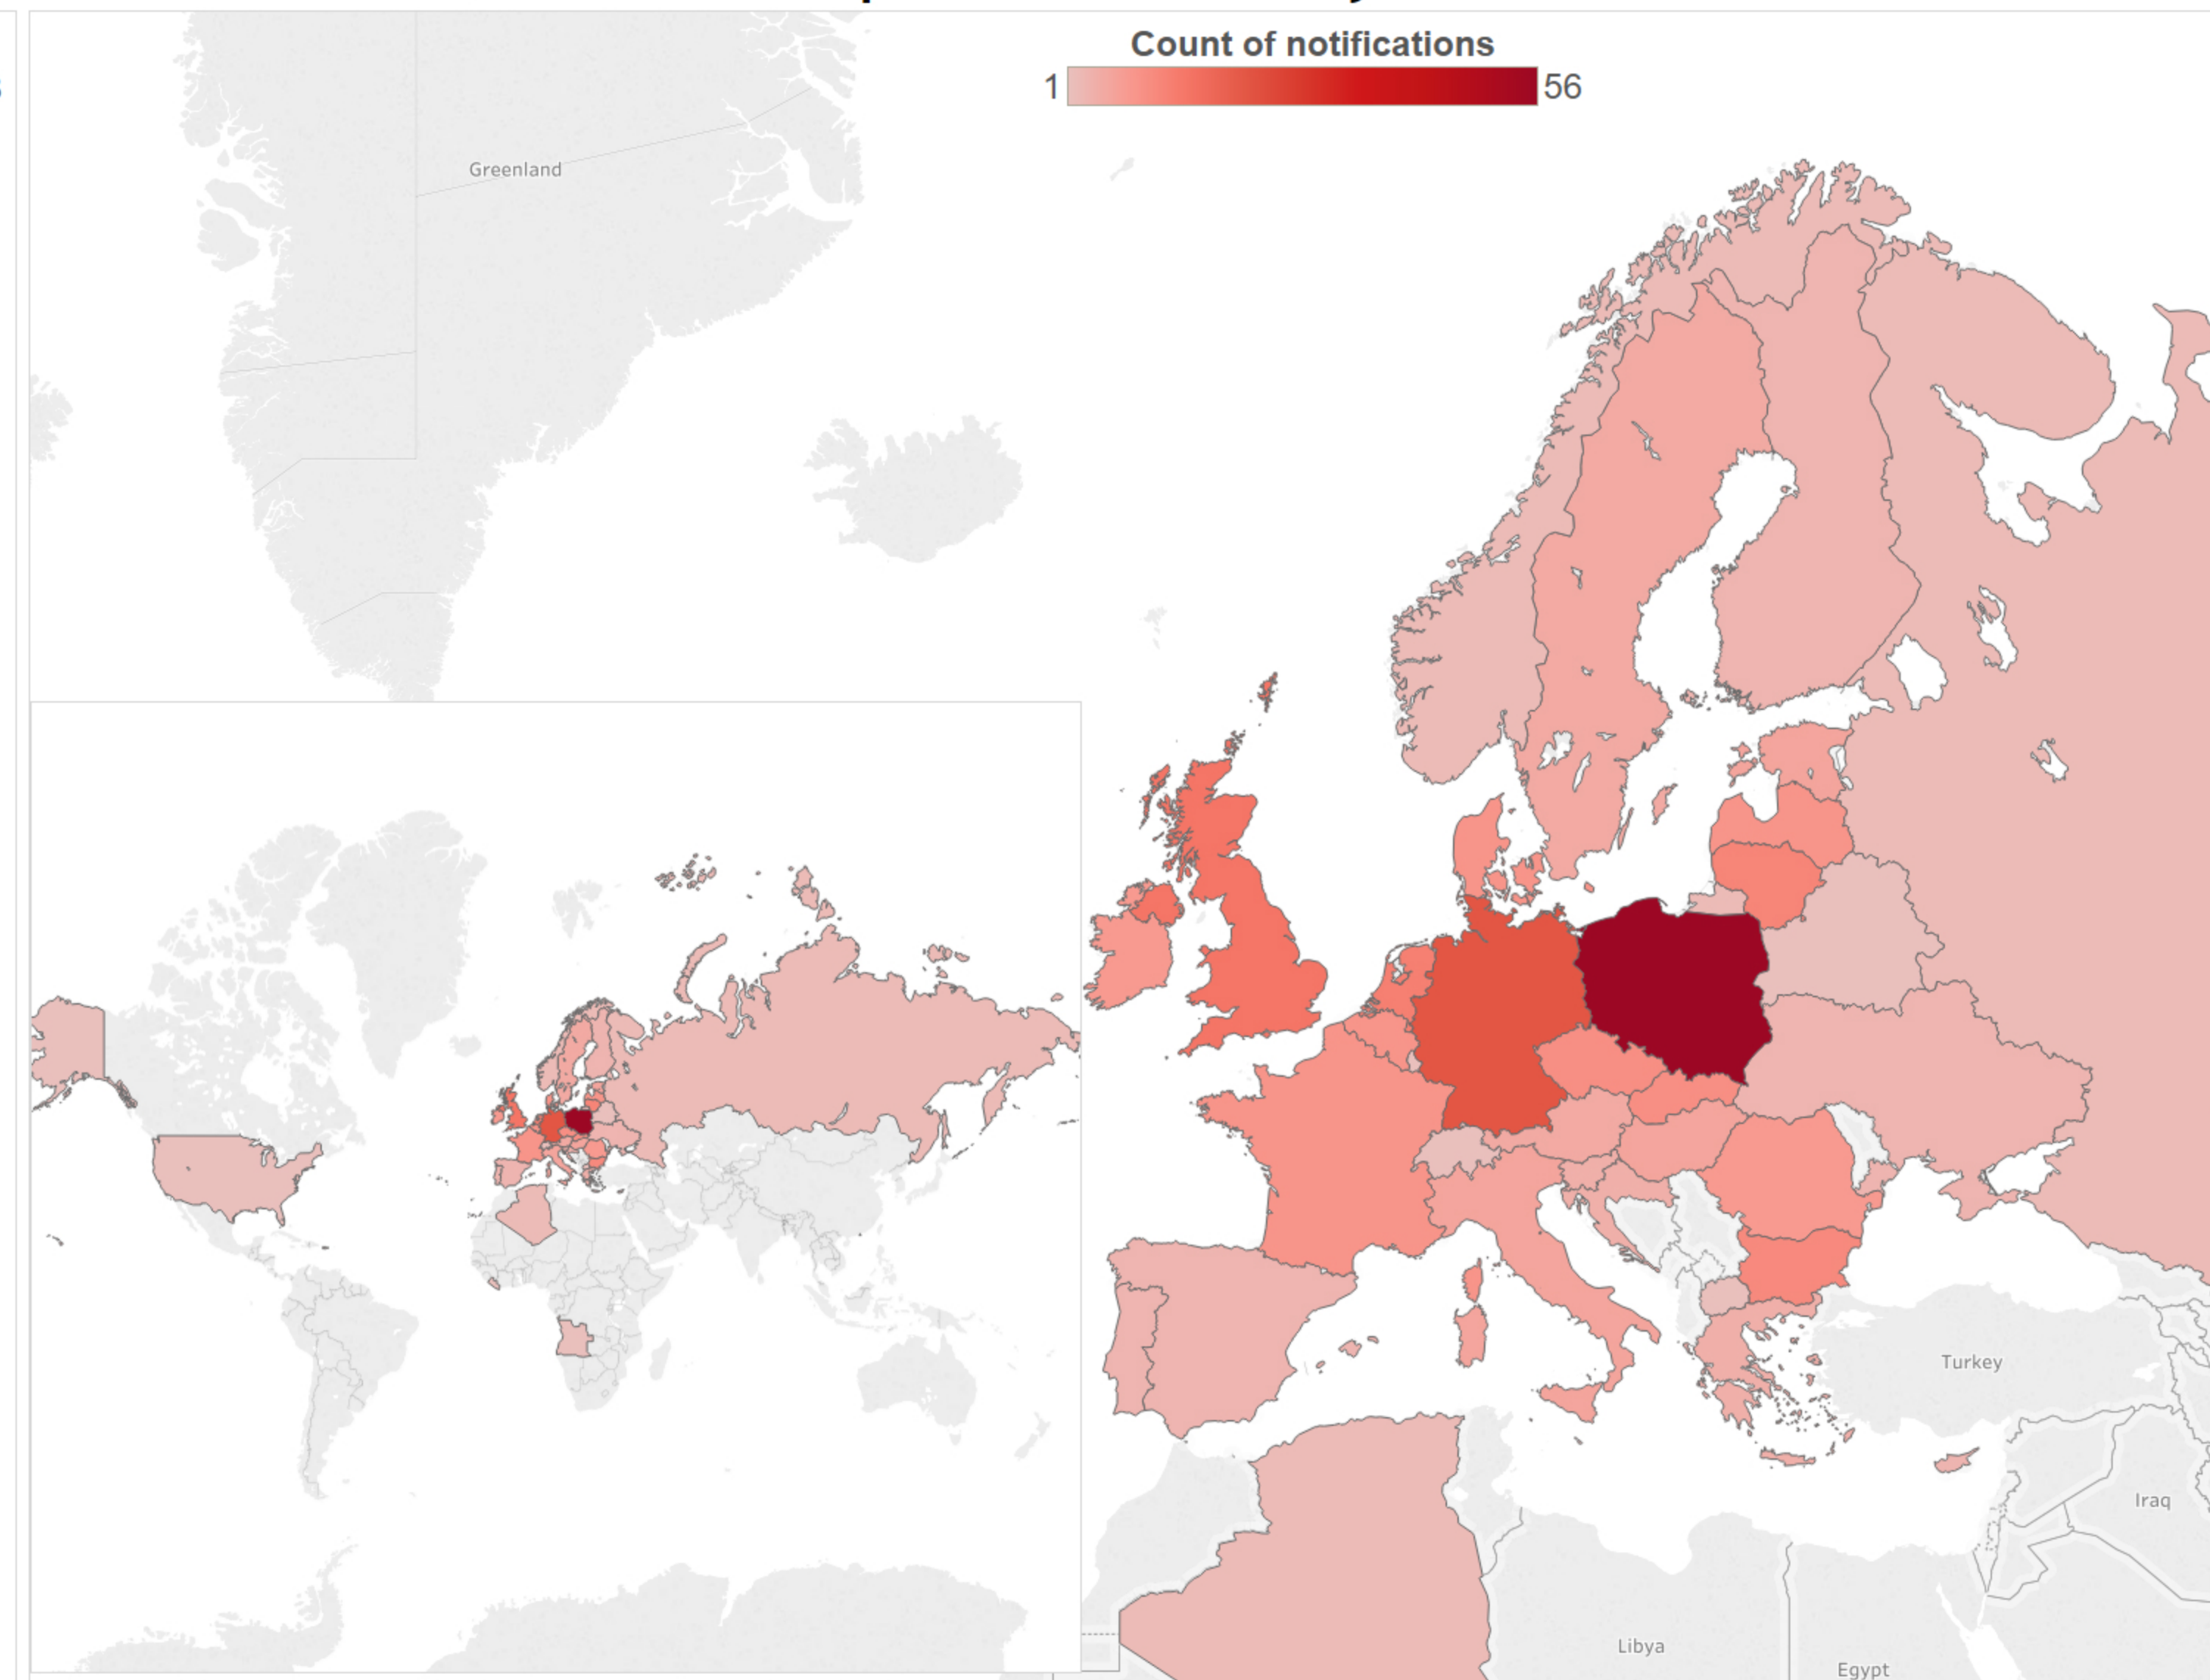 Count of notifications
1 56
Greenland
Turkey
Iraq
Libya
Egypt